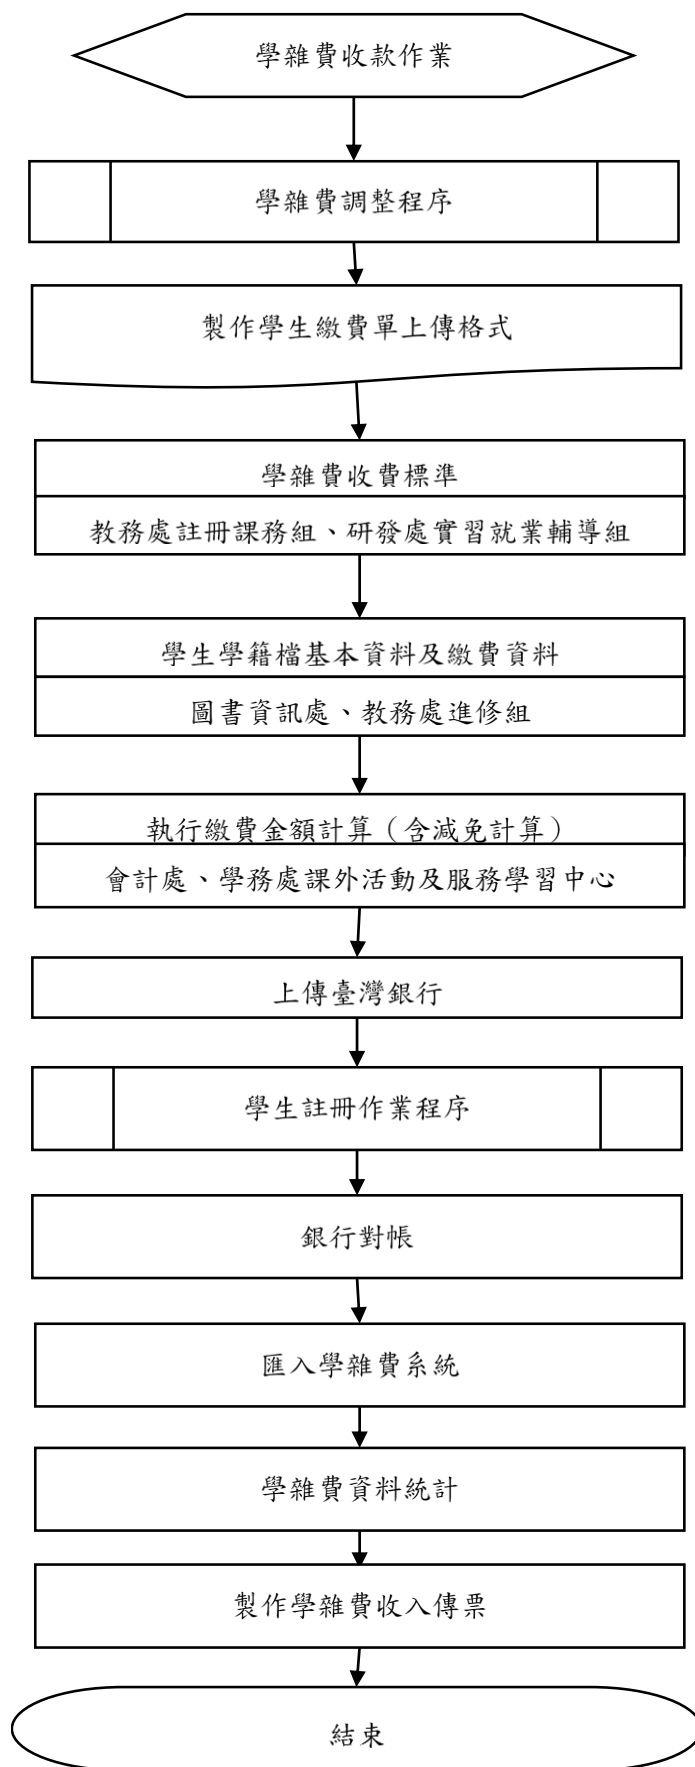 學雜費收款作業
學雜費調整程序
製作學生繳費單上傳格式
學雜費收費標準
教務處註冊課務組、研發處實習就業輔導組
學生學籍檔基本資料及繳費資料
圖書資訊處、教務處進修組
執行繳費金額計算（含減免計算）
會計處、學務處課外活動及服務學習中心
上傳臺灣銀行
學生註冊作業程序
銀行對帳
匯入學雜費系統
學雜費資料統計
製作學雜費收入傳票
結束